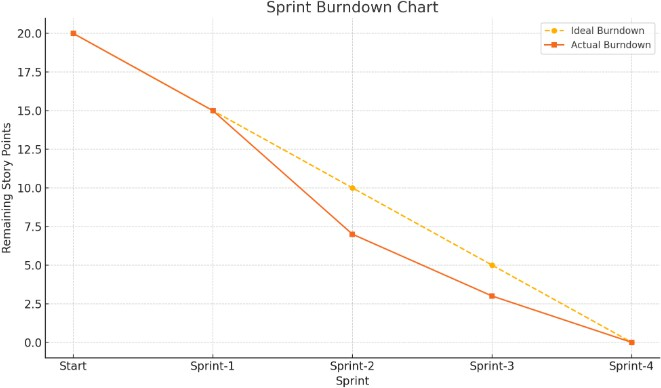 Sprint Burndown Chart
Ideal Burndown
Actual Burndown
Remaining Story Points
20.0
17.5
15.0
12.5
10.0
7.5
5.0
2.5
0.0
Start Sprint-1 Sprint-2 Sprint-3 Sprint-4
Sprint